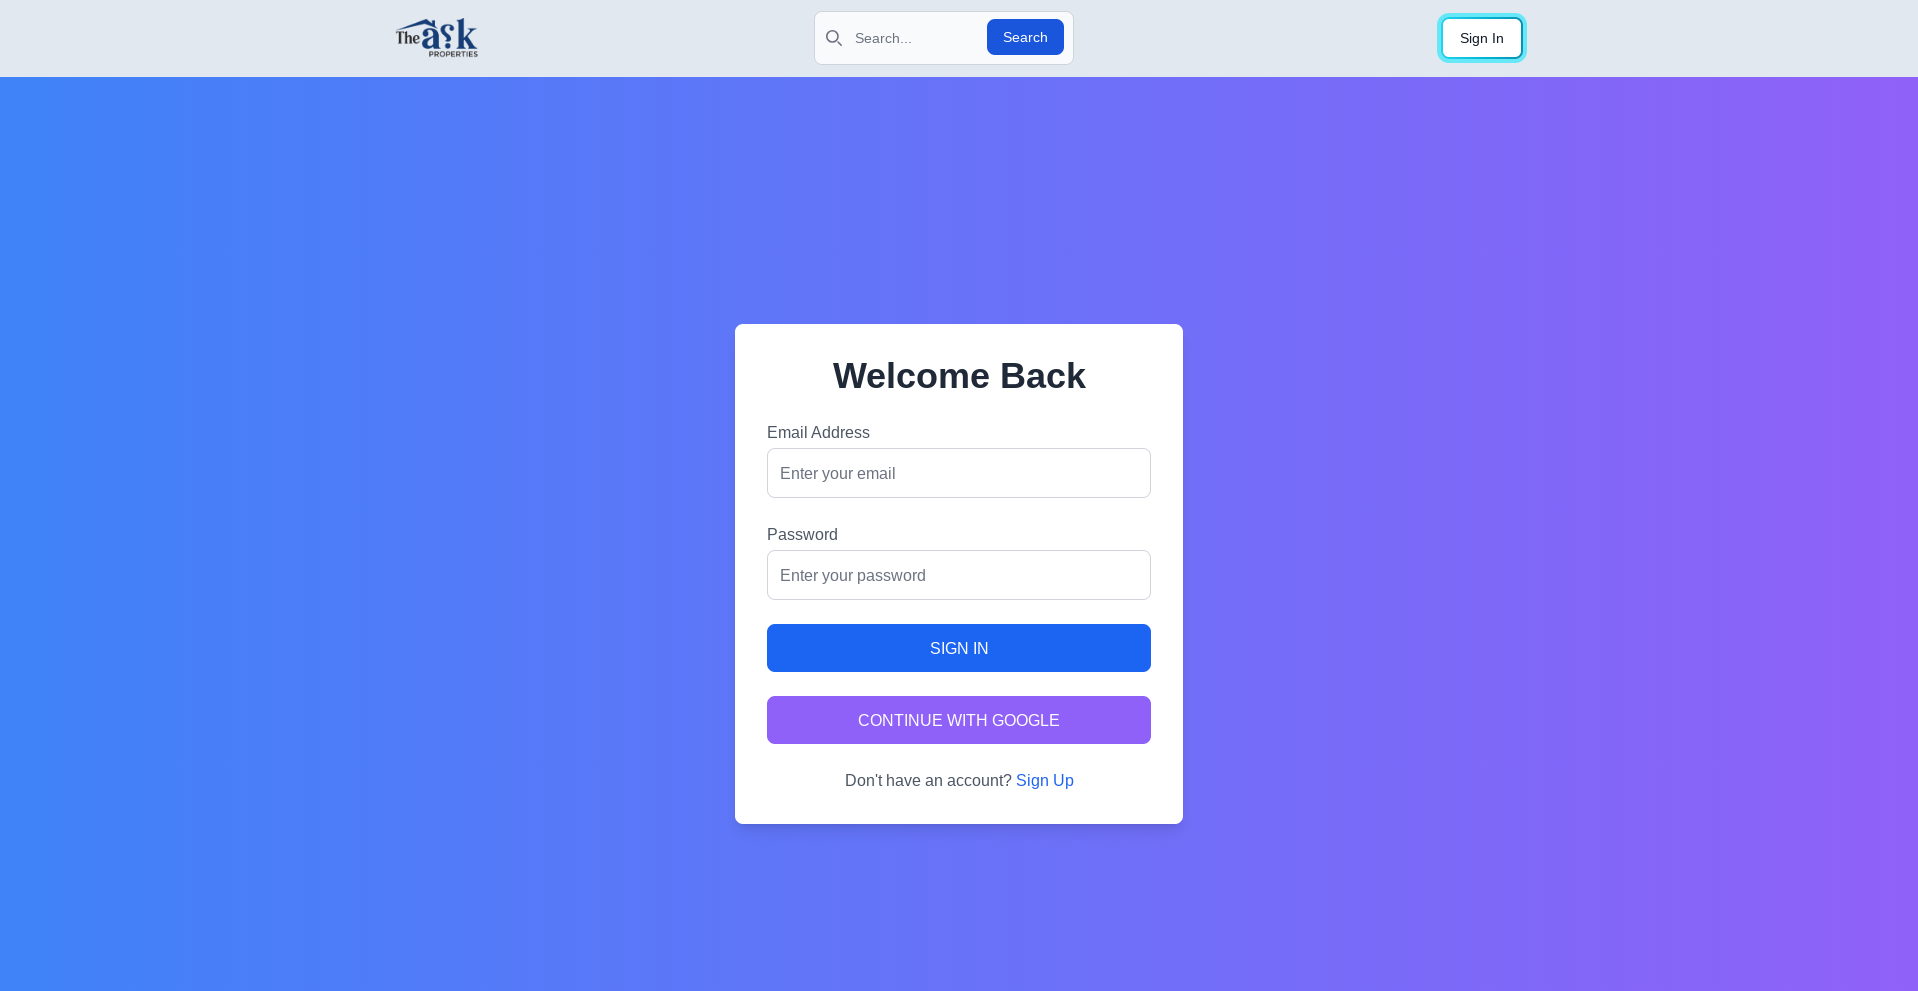 The ask
PROPERTIES
Search...
Search
Sign In
Welcome Back
Email Address
Enter your email
Password
Enter your password
SIGN IN
CONTINUE WITH GOOGLE
Don't have an account? Sign Up